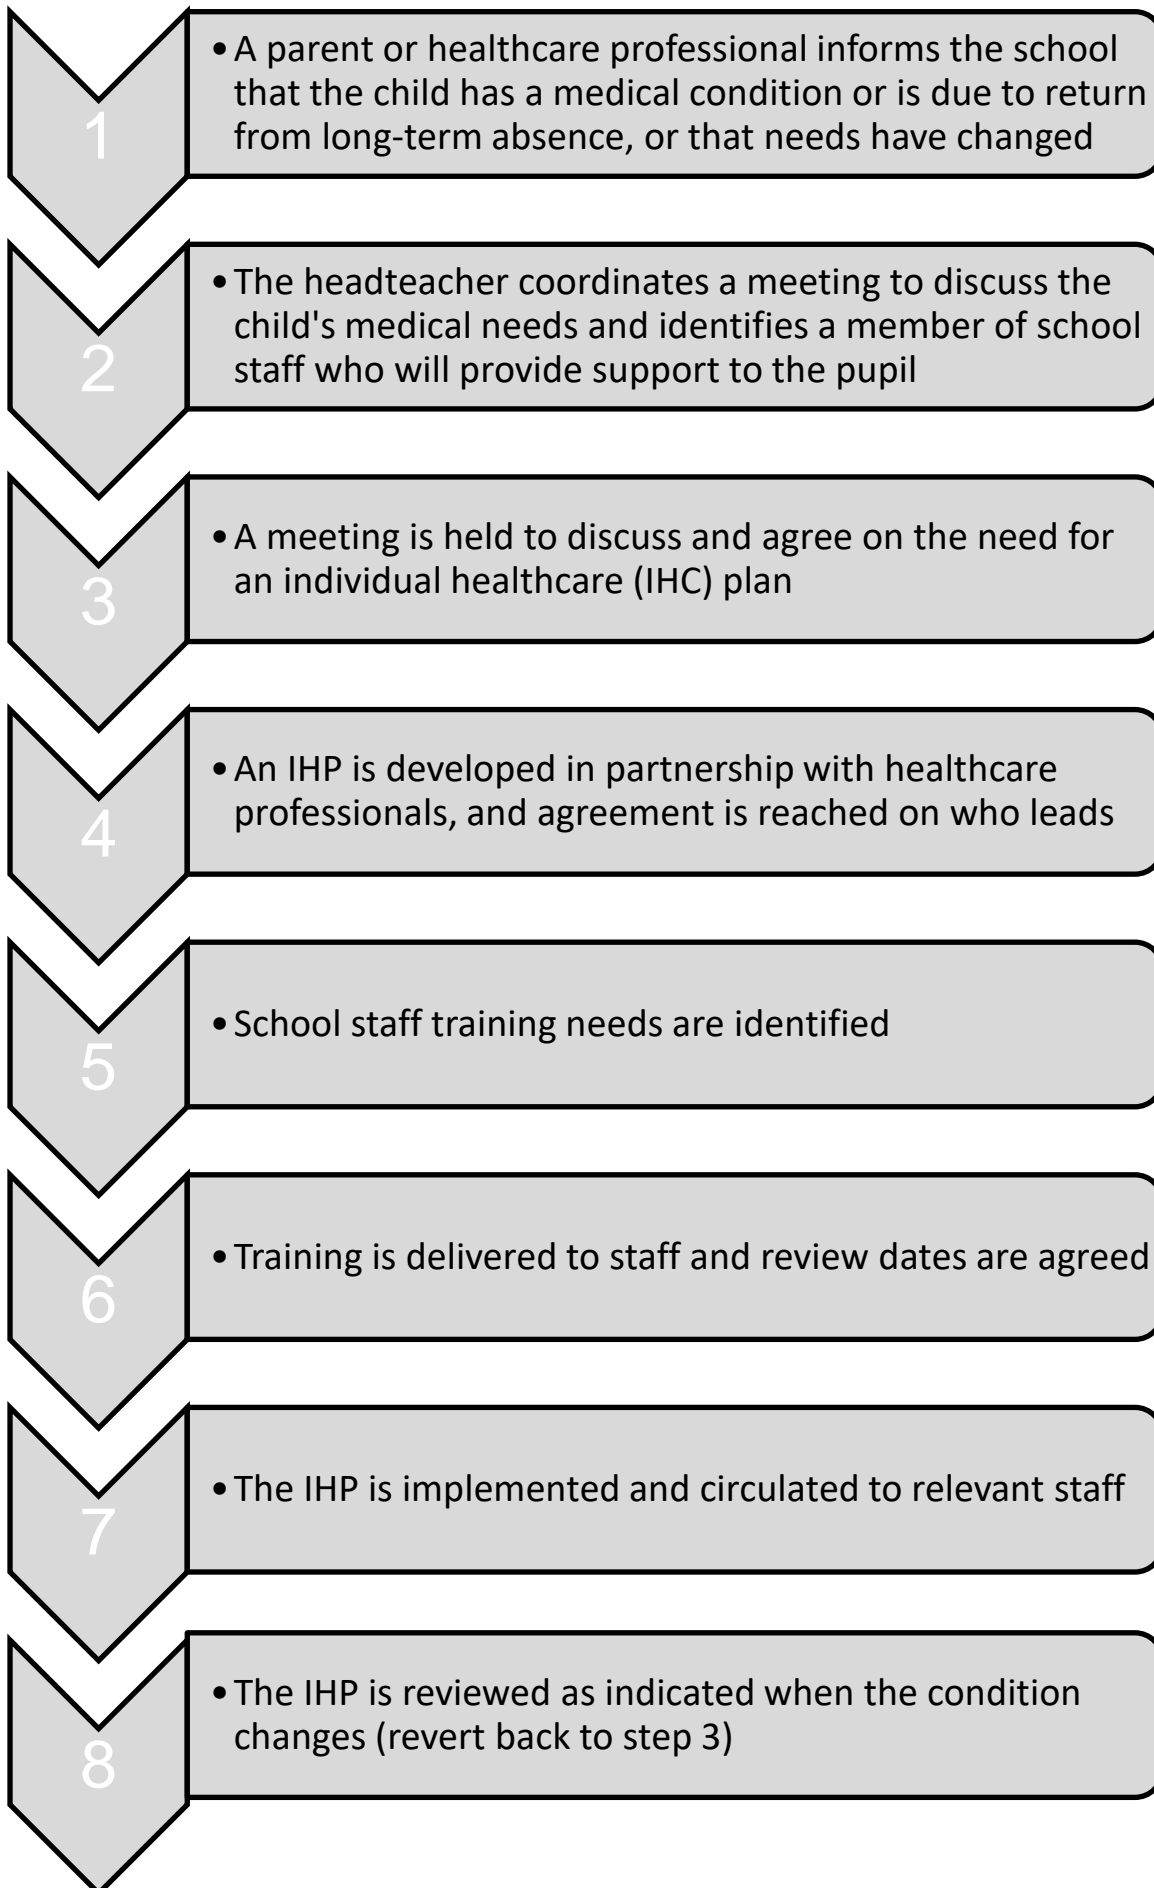 1
• A parent or healthcare professional informs the school
that the child has a medical condition or is due to return
from long-term absence, or that needs have changed
2
• The headteacher coordinates a meeting to discuss the
child's medical needs and identifies a member of school
staff who will provide support to the pupil
3
• A meeting is held to discuss and agree on the need for
an individual healthcare (IHC) plan
4
• An IHP is developed in partnership with healthcare
professionals, and agreement is reached on who leads
5
• School staff training needs are identified
6
• Training is delivered to staff and review dates are agreed
7
• The IHP is implemented and circulated to relevant staff
8
• The IHP is reviewed as indicated when the condition
changes (revert back to step 3)